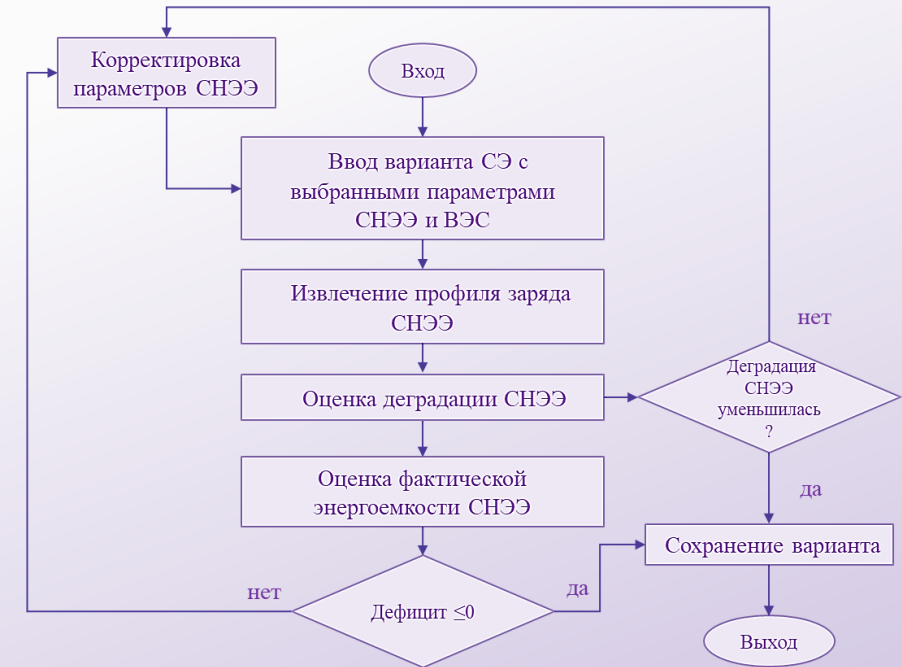 Корректировка
параметров СНЭЭ
Вход
Ввод варианта СЭ с
выбранными параметрами
СНЭЭ и ВЭС
Извлечение профиля заряда
СНЭЭ
нет
Оценка деградации СНЭЭ
Деградация
СНЭЭ
уменьшилась
?
Оценка фактической
энергоемкости СНЭЭ
да
Сохранение варианта
нет
Дефицит ≤0
да
Выход